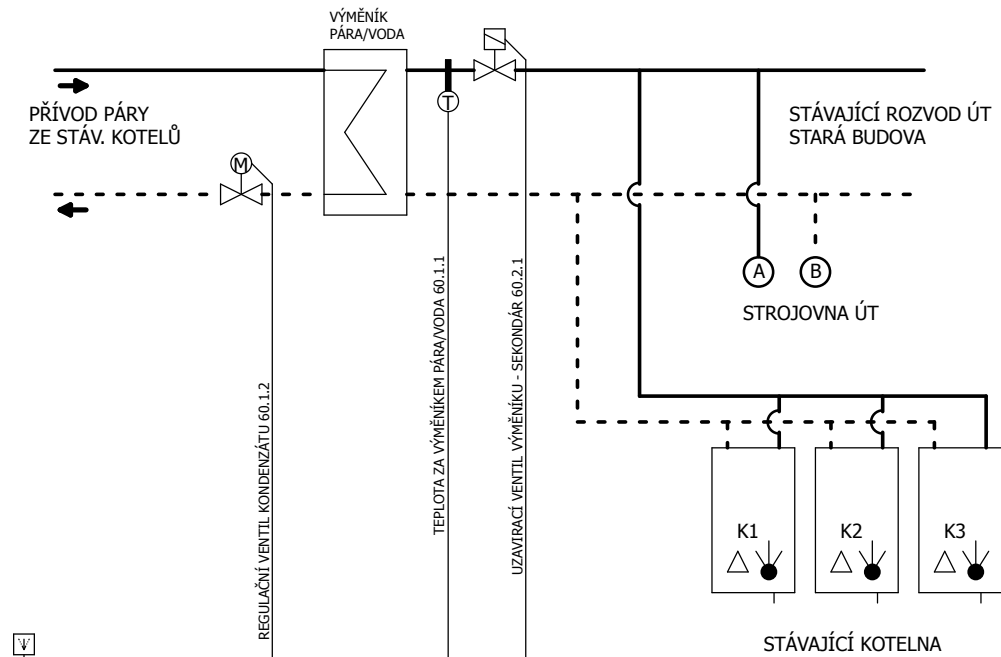 VÝMĚNÍK
PÁRA/VODA
PŘÍVOD PÁRY
ZE STÁV. KOTELŮ
T
M
STÁVAJÍCÍ ROZVOD ÚT
STARÁ BUDOVA
A
B
STROJOVNA ÚT
REGULAČNÍ VENTIL KONDENZÁTU 60.1.2
TEPLOTA ZA VÝMĚNÍKEM PÁRA/VODA 60.1.1
UZAVIRACÍ VENTIL VÝMĚNÍKU - SEKONDÁR 60.2.1
K1
K2
K3
STÁVAJÍCÍ KOTELNA